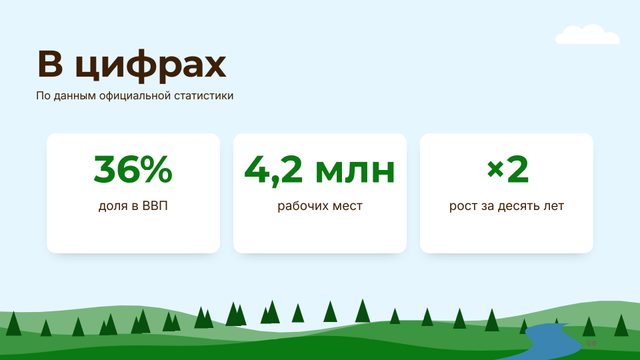 В цифрах
По данным официальной статистики
36%
4,2 млн
×2
доля в ВВП
рабочих мест
рост за десять лет